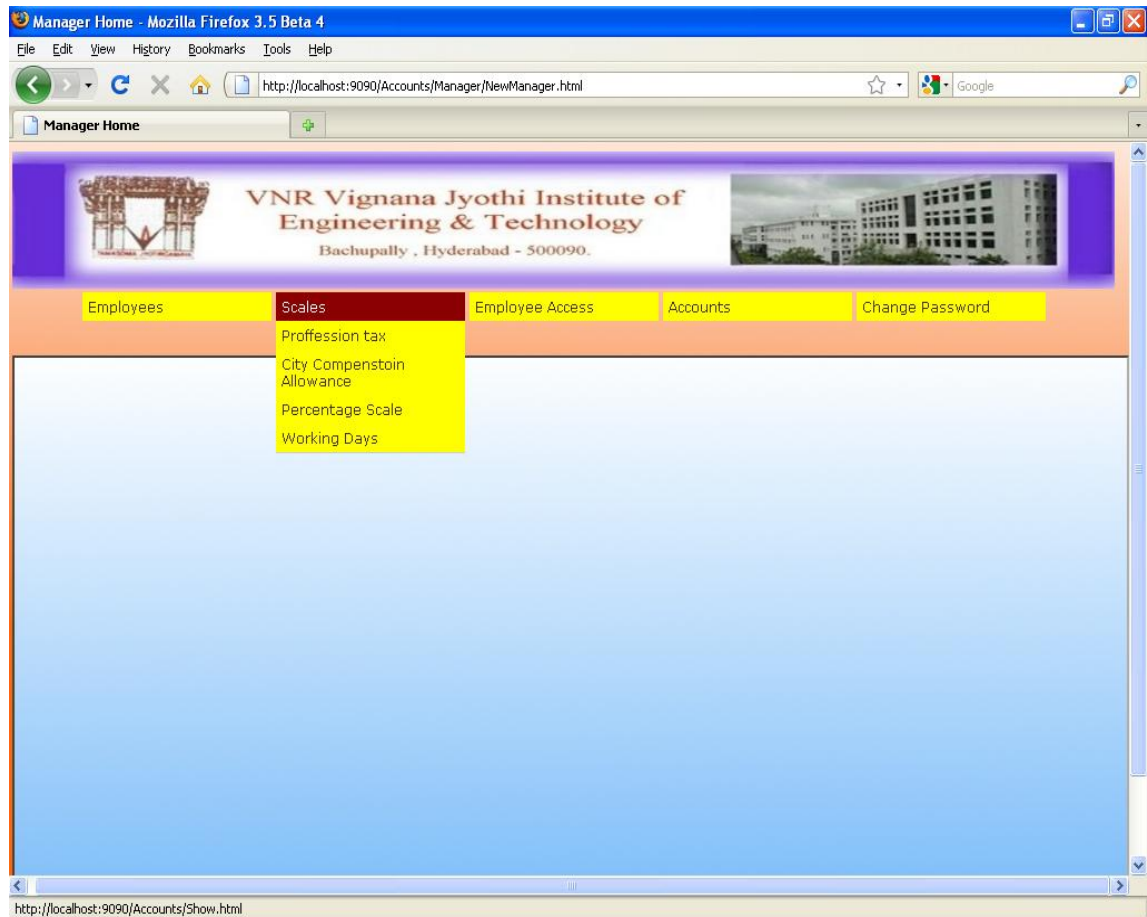 Manager Home - Mozilla Firefox 3.5 Beta 4
File Edit View History Bookmarks Tools Help
http://localhost:9090/Accounts/Manager/NewManager.html
Google
Manager Home
VNR Vignana Jyothi Institute of
Engineering & Technology
Bachupally , Hyderabad - 500090.
Employees Scales Employee Access Accounts Change Password
Proffession tax
City Compenstoin
Allowance
Percentage Scale
Working Days
http://localhost:9090/Accounts/Show.html